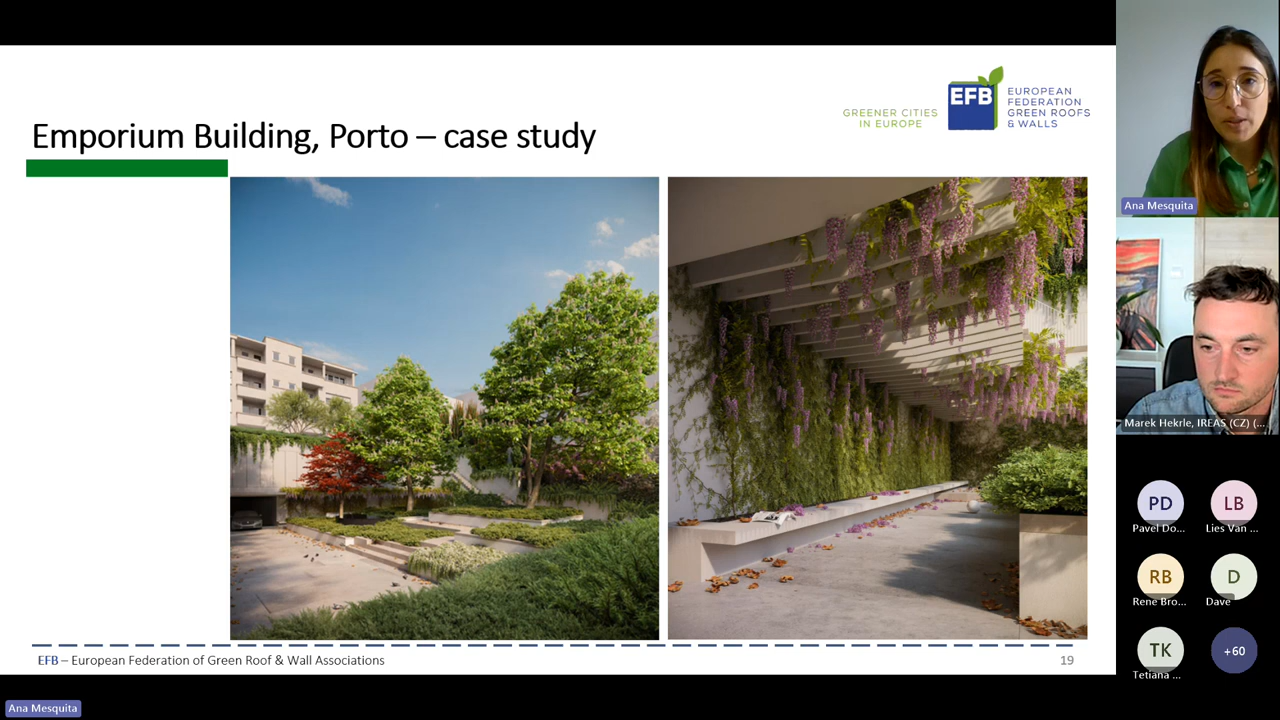 Emporium Building, Porto – case study
GREENER CITIES
IN EUROPE
EFB
EUROPEAN
FEDERATION
GREEN ROOFS
& WALLS
EFB – European Federation of Green Roof & Wall Associations
19
Ana Mesquita
Marek Hekrle, IREAS (CZ) (...
PD
Pavel Do...
LB
Lies Van ...
RB
Rene Bro...
D
Dave
TK
Tetiana ...
+60
Ana Mesquita